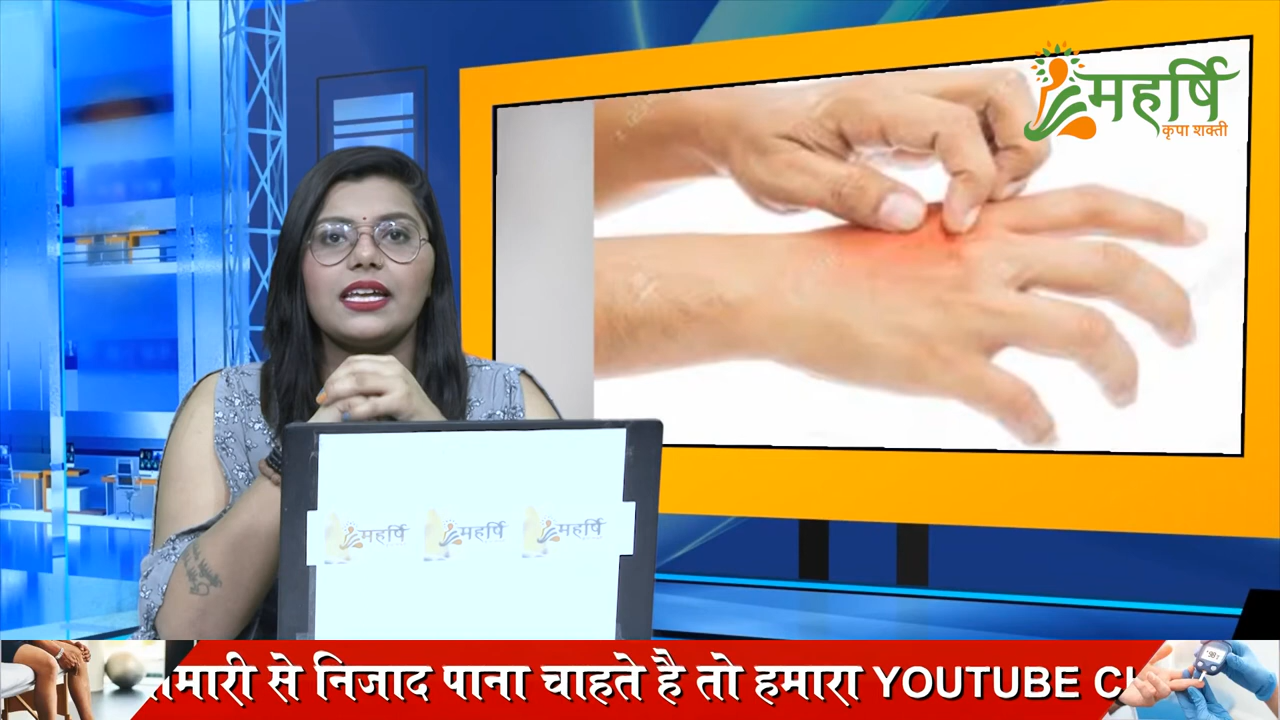 महर्षि
कृपा शक्ती
महर्षि महर्षि महर्षि
से निजाद पाना चाहते है तो हमारा YOUTUBE